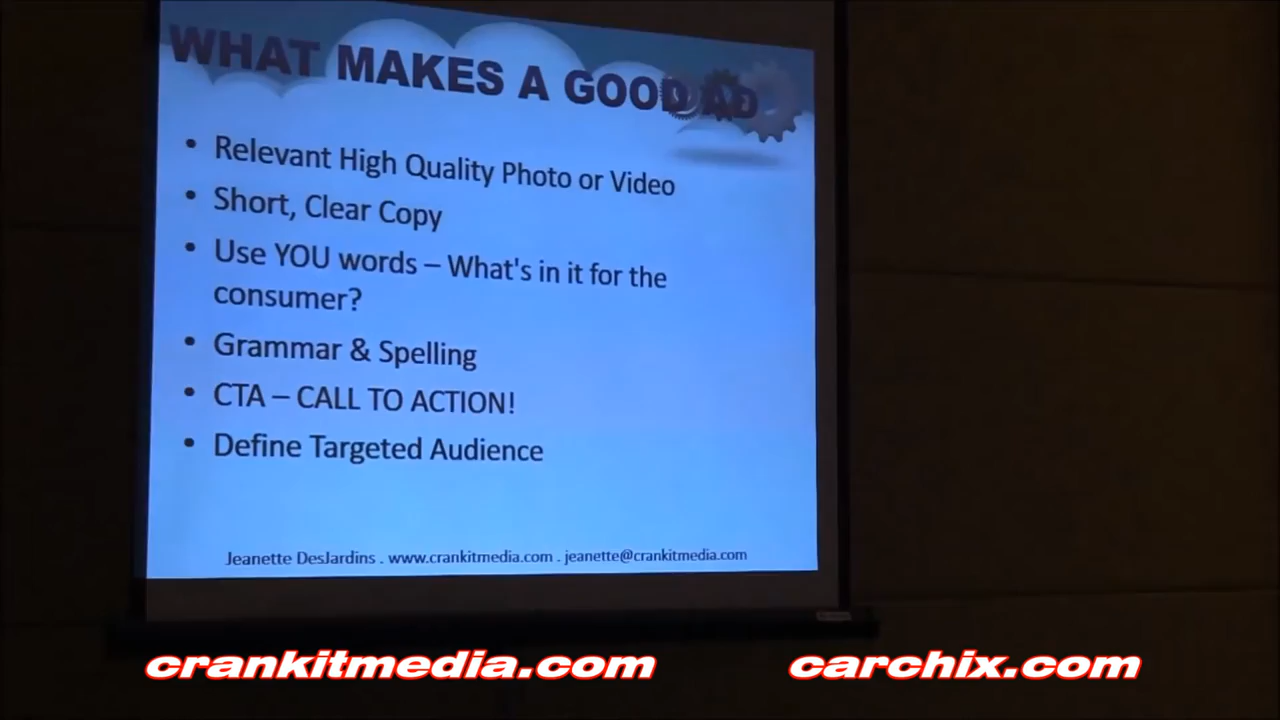 WHAT MAKES A GOOD AD
• Relevant High Quality Photo or Video
• Short, Clear Copy
• Use YOU words – What's in it for the
consumer?
• Grammar & Spelling
• CTA – CALL TO ACTION!
• Define Targeted Audience
Jeanette DesJardins . www.crankitmedia.com . jeanette@crankitmedia.com
crankitmedia.com carchix.com